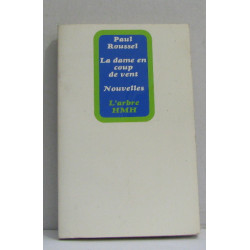 Paul
Roussel
La dame en
coup
de vent
Nouvelles
L'arbre
HMH